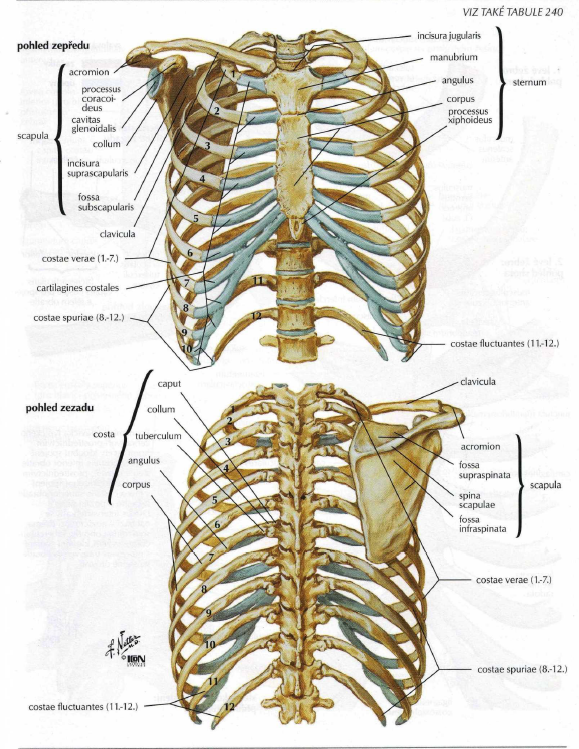 VIZ TAKÉ TABULE 240
pohled zepředu
acromion
processus
coracoi-
deus
cavitas
glenoidalis
collum
scapula
incisura
suprascapularis
fossa
subscapularis
clavicula
costae verae (1.-7.)
cartilagines costales
costae spuriae (8.-12.)
incisura jugularis
manubrium
angulus
corpus
processus
xiphoideus
sternum
costae fluctuantes (11.-12.)
1
2
3
4
5
6
7
8
9
10
11
12
pohled zezadu
caput
collum
costa
tuberculum
angulus
corpus
clavicula
acromion
fossa
supraspinata
scapula
spina
scapulae
fossa
infraspinata
costae verae (1.-7.)
costae spuriae (8.-12.)
costae fluctuantes (11.-12.)
1
2
3
4
5
6
7
8
9
10
11
12
F. Netter
M.D.
© ICON